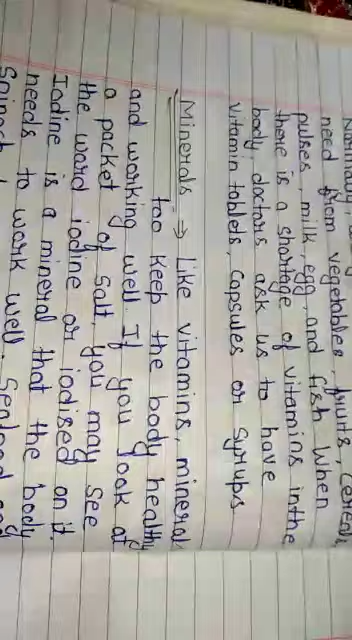 Normally,
need from vegetables, fruits, cereals,
pulses, milk, egg, and fish when
there is a shortage of vitamins in the
body, doctors ask us to have
vitamin tablets, capsules or syrups.
Minerals ⇒ Like vitamins, mineral
too keep the body healthy
and working well. If you look at
a packet of salt, you may see
the word iodine or iodised on it.
Iodine is a mineral that the body
needs to work well. Seafood
Spinach